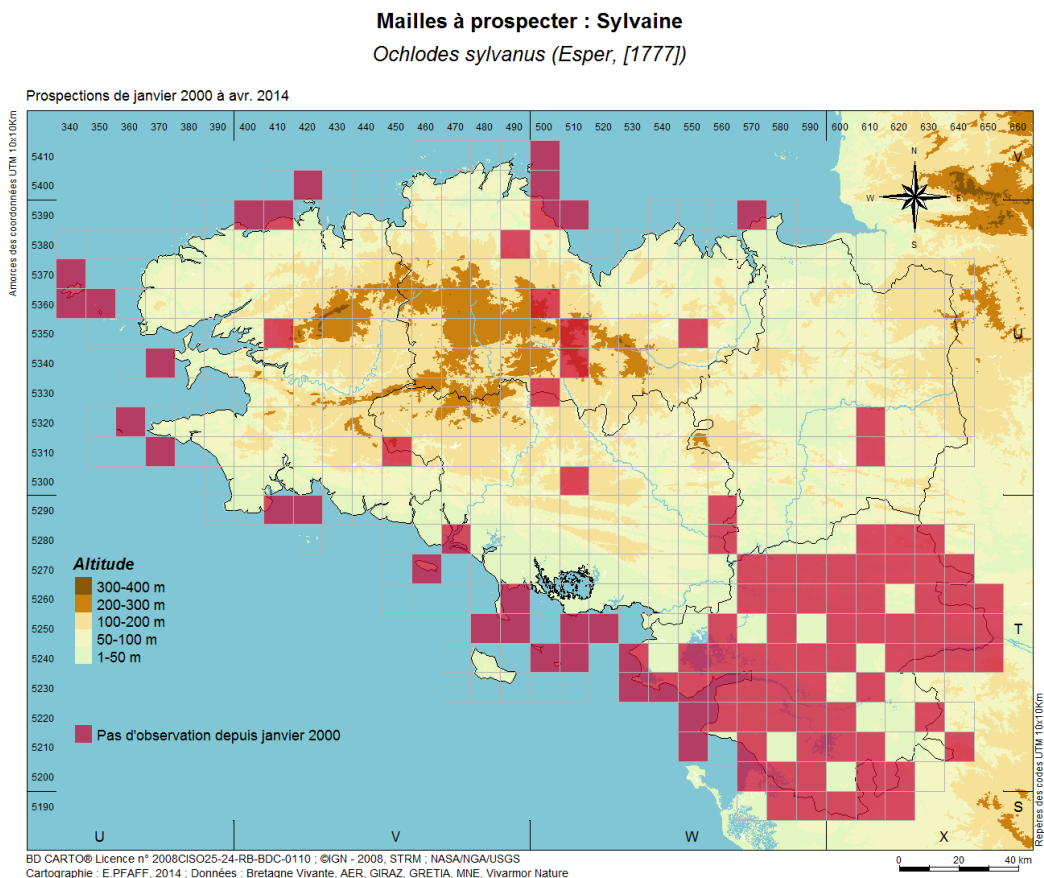 Mailles à prospecter : Sylvaine
Ochlodes sylvanus (Esper, [1777])
Prospections de janvier 2000 à avr. 2014
Amorces des coordonnées UTM 10x10Km
340 350 360 370 380 390 400 410 420 430 440 450 460 470 480 490 500 510 520 530 540 550 560 570 580 590 600 610 620 630 640 650 660
5410
5400
5390
5380
5370
5360
5350
5340
5330
5320
5310
5300
5290
5280
5270
5260
5250
5240
5230
5220
5210
5200
5190
N
W E
S
V
U
T
S
Altitude
300-400 m
200-300 m
100-200 m
50-100 m
1-50 m
Pas d'observation depuis janvier 2000
U V W X
Repères des codes UTM 10x10Km
BD CARTO® Licence n° 2008CISO25-24-RB-BDC-0110 ; ©IGN - 2008, STRM ; NASA/NGA/USGS
Cartographie : E.PFAFF, 2014 ; Données : Bretagne Vivante, AER, GIRAZ, GRETIA, MNE, Vivarmor Nature
0 20 40 km